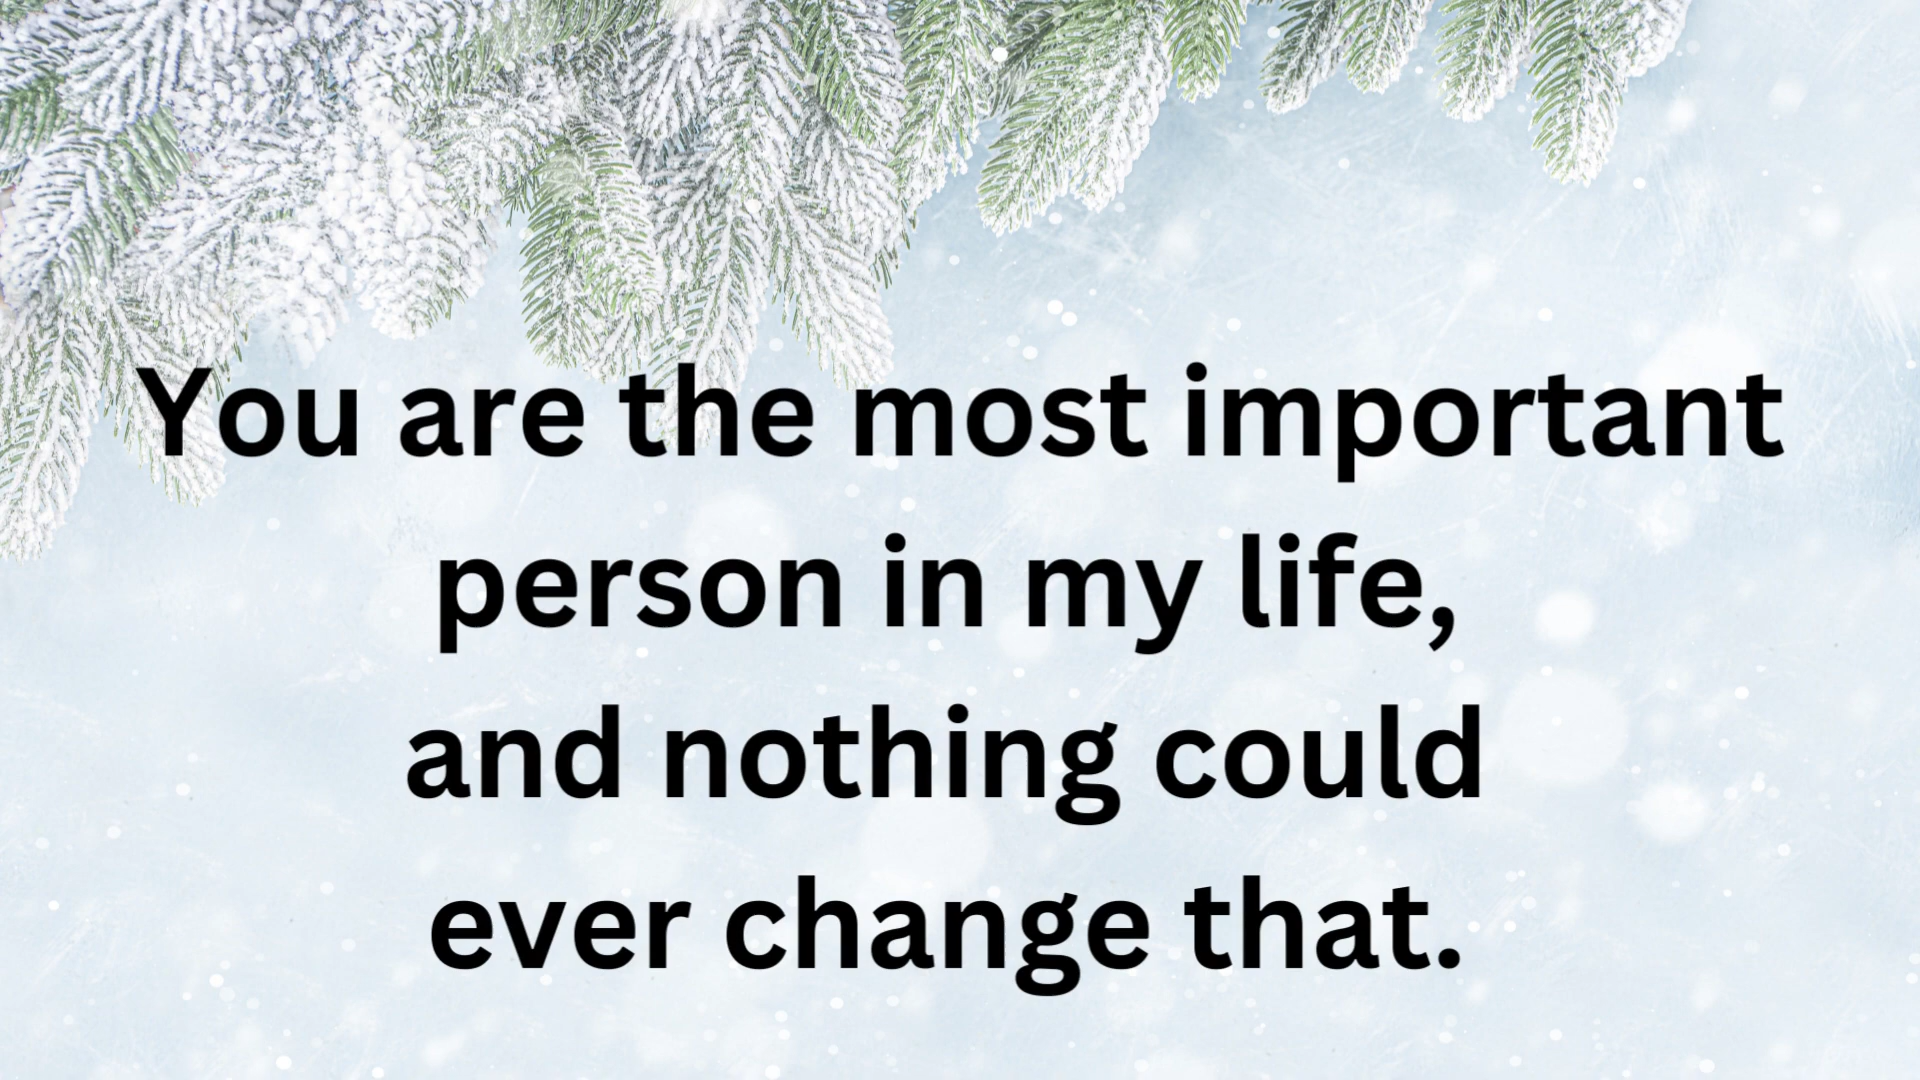 You are the most important
person in my life,
and nothing could
ever change that.